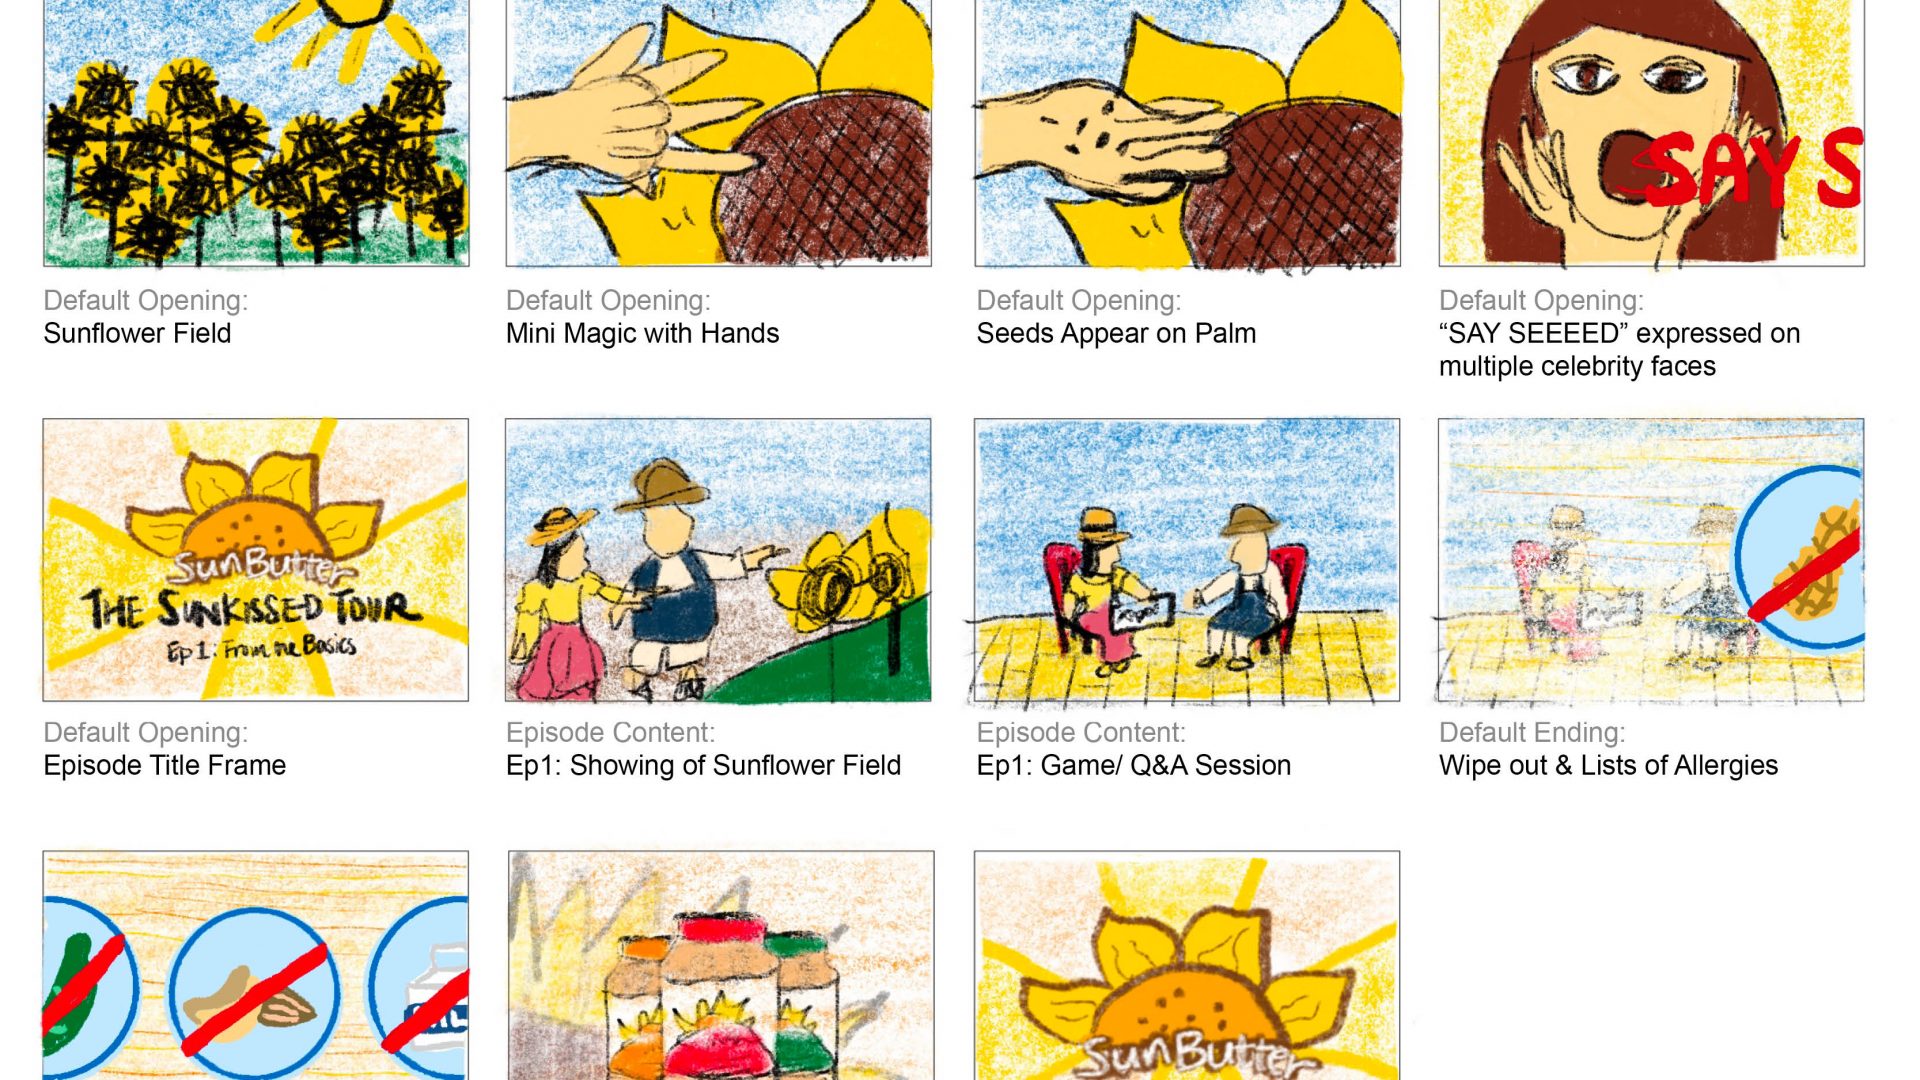 SAYS
Default Opening:
Sunflower Field
Default Opening:
Mini Magic with Hands
Default Opening:
Seeds Appear on Palm
Default Opening:
“SAY SEEEED” expressed on
multiple celebrity faces
SunButter
THE SUNKISSED TOUR
Ep 1: From the Basics
Default Opening:
Episode Title Frame
Episode Content:
Ep1: Showing of Sunflower Field
Episode Content:
Ep1: Game/ Q&A Session
Default Ending:
Wipe out & Lists of Allergies
SunButter